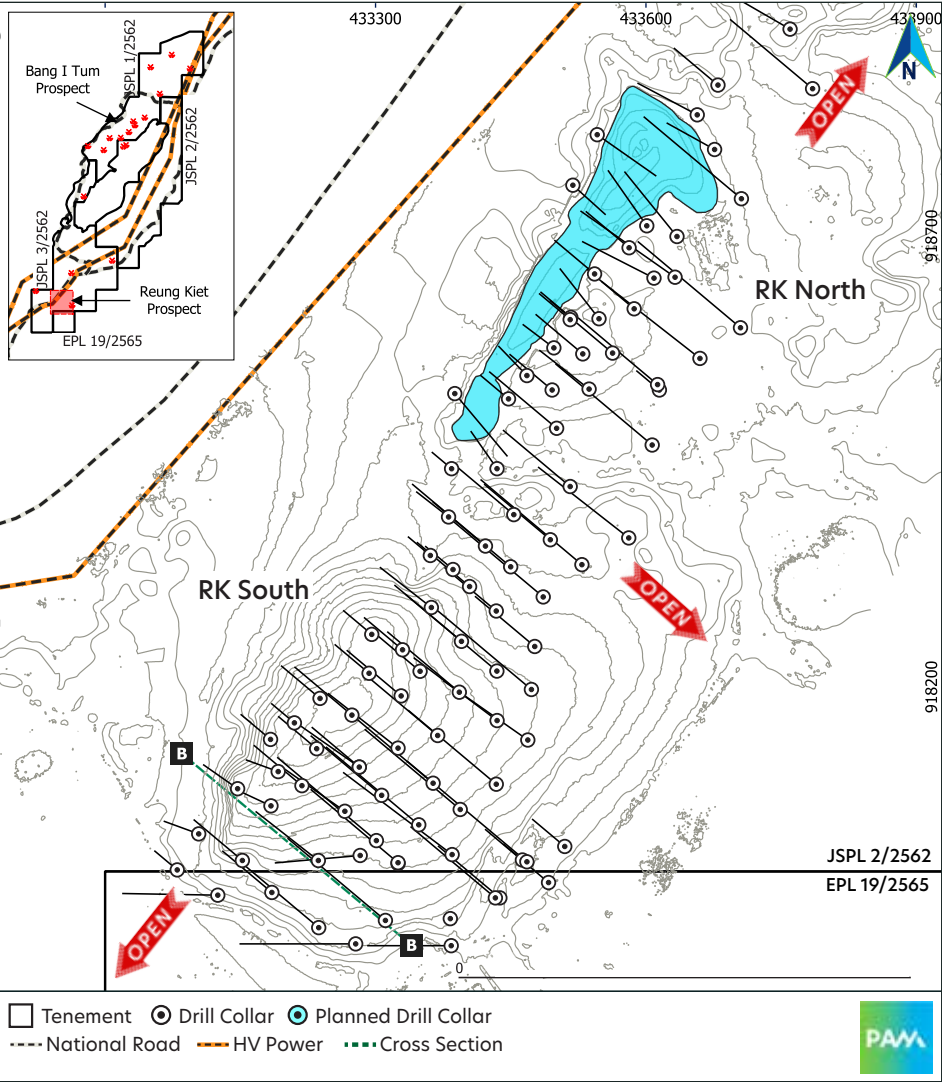 433300
433600
433900
N
JSPL 1/2562
Bang I Tum
Prospect
JSPL 2/2562
JSPL 3/2562
Reung Kiet
Prospect
EPL 19/2565
OPEN
918700
RK North
RK South
OPEN
918200
B
JSPL 2/2562
EPL 19/2565
OPEN
B
0
Tenement
Drill Collar
Planned Drill Collar
National Road
HV Power
Cross Section
PAM